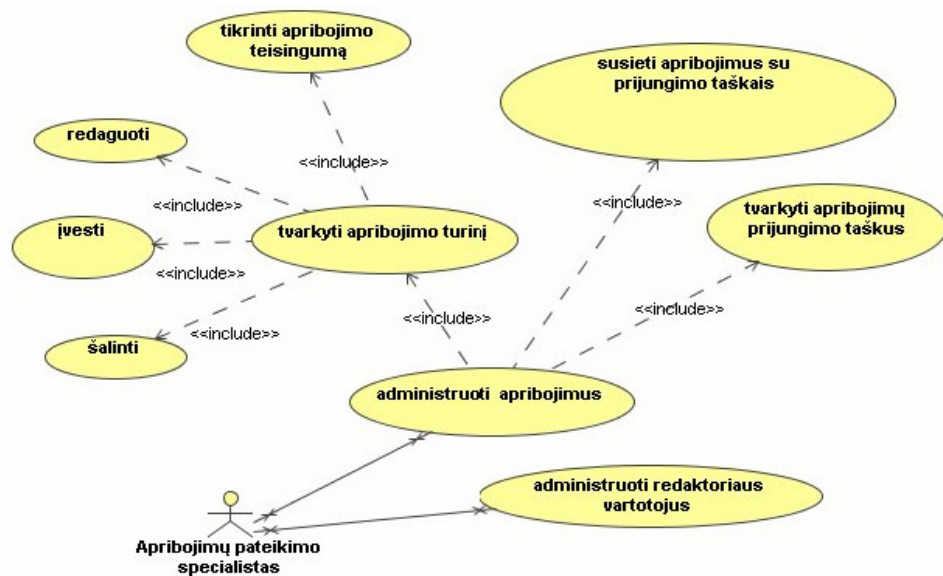 tikrinti apribojimo
teisingumą
susieti apribojimus su
prijungimo taškais
redaguoti
<<include>>
<<include>>
<<include>>
tvarkyti apribojimų
prijungimo taškus
įvesti
tvarkyti apribojimo turinį
<<include>>
<<include>>
<<include>>
<<include>>
šalinti
administruoti apribojimus
administruoti redaktoriaus
vartotojus
Apribojimų pateikimo
specialistas